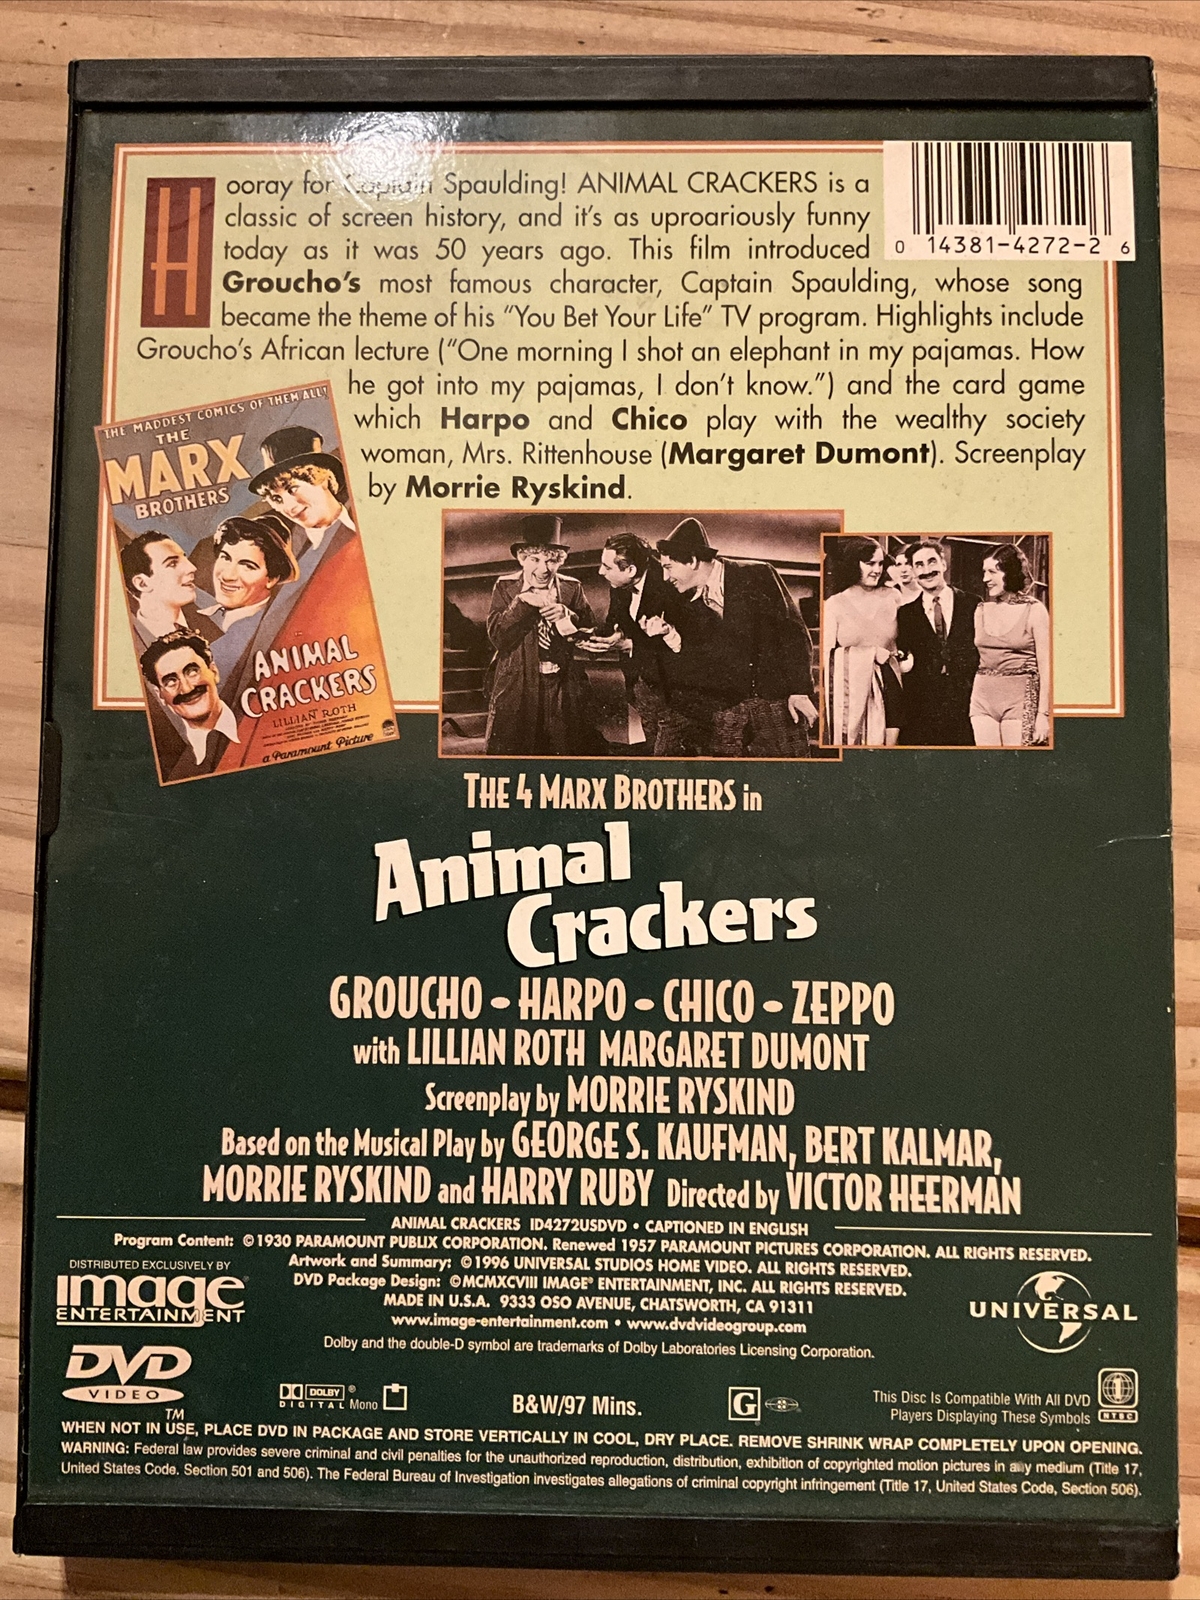 Hooray for Captain Spaulding! ANIMAL CRACKERS is a
classic of screen history, and it's as uproariously funny
today as it was 50 years ago. This film introduced
Groucho's most famous character, Captain Spaulding, whose song
became the theme of his "You Bet Your Life" TV program. Highlights include
Groucho's African lecture ("One morning I shot an elephant in my pajamas. How
he got into my pajamas, I don't know.") and the card game
which Harpo and Chico play with the wealthy society
woman, Mrs. Rittenhouse (Margaret Dumont). Screenplay
by Morrie Ryskind.
0 14381-4272-2 6
THE MADDEST COMICS OF THEM ALL!
THE
MARX
BROTHERS
ANIMAL
CRACKERS
LILLIAN ROTH
a Paramount Picture
THE 4 MARX BROTHERS in
Animal
Crackers
GROUCHO - HARPO - CHICO - ZEPPO
with LILLIAN ROTH MARGARET DUMONT
Screenplay by MORRIE RYSKIND
Based on the Musical Play by GEORGE S. KAUFMAN, BERT KALMAR,
MORRIE RYSKIND and HARRY RUBY Directed by VICTOR HEERMAN
ANIMAL CRACKERS ID4272USDVD • CAPTIONED IN ENGLISH
Program Content: ©1930 PARAMOUNT PUBLIX CORPORATION. Renewed 1957 PARAMOUNT PICTURES CORPORATION. ALL RIGHTS RESERVED.
Artwork and Summary: ©1996 UNIVERSAL STUDIOS HOME VIDEO. ALL RIGHTS RESERVED.
DVD Package Design: ©MCMXCVIII IMAGE® ENTERTAINMENT, INC. ALL RIGHTS RESERVED.
MADE IN U.S.A. 9333 OSO AVENUE, CHATSWORTH, CA 91311
www.image-entertainment.com • www.dvdvideogroup.com
Dolby and the double-D symbol are trademarks of Dolby Laboratories Licensing Corporation.
DISTRIBUTED EXCLUSIVELY BY
image®
ENTERTAINMENT
UNIVERSAL
DVD
VIDEO
TM
DOLBY®
DIGITAL Mono
B&W/97 Mins.
G
This Disc Is Compatible With All DVD
Players Displaying These Symbols
1
NTSC
WHEN NOT IN USE, PLACE DVD IN PACKAGE AND STORE VERTICALLY IN COOL, DRY PLACE. REMOVE SHRINK WRAP COMPLETELY UPON OPENING.
WARNING: Federal law provides severe criminal and civil penalties for the unauthorized reproduction, distribution, exhibition of copyrighted motion pictures in any medium (Title 17,
United States Code. Section 501 and 506). The Federal Bureau of Investigation investigates allegations of criminal copyright infringement (Title 17, United States Code, Section 506).